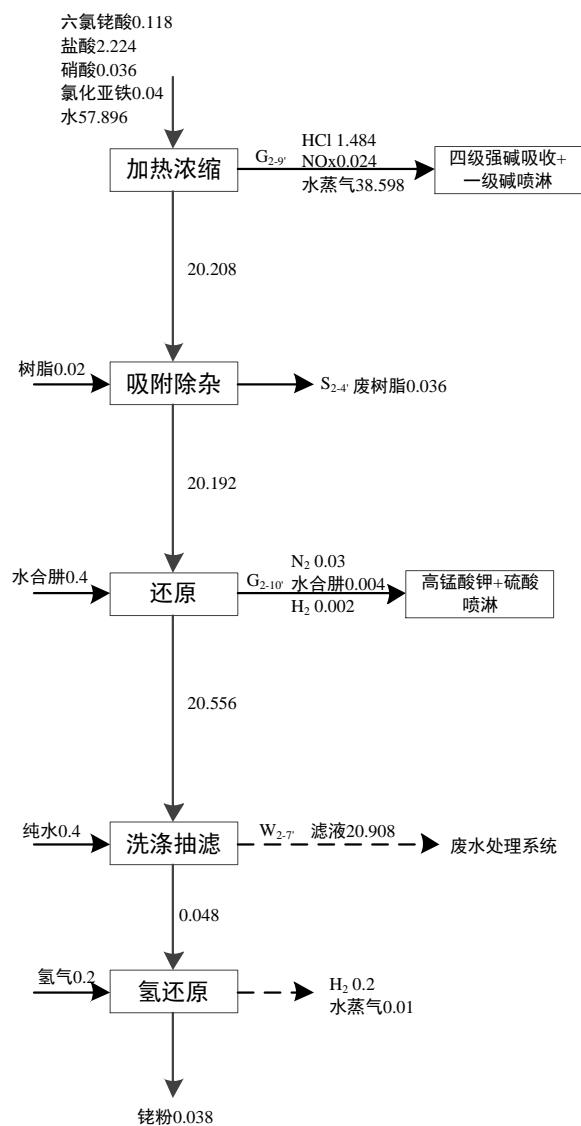 六氯铑酸0.118
盐酸2.224
硝酸0.036
氯化亚铁0.04
水57.896
加热浓缩
G2-9'
HCl 1.484
NOx0.024
水蒸气38.598
四级强碱吸收+
一级碱喷淋
20.208
树脂0.02
吸附除杂
S2-4' 废树脂0.036
20.192
水合肼0.4
还原
G2-10'
N2 0.03
水合肼0.004
H2 0.002
高锰酸钾+硫酸
喷淋
20.556
纯水0.4
洗涤抽滤
W2-7' 滤液20.908
废水处理系统
0.048
氢气0.2
氢还原
H2 0.2
水蒸气0.01
铑粉0.038